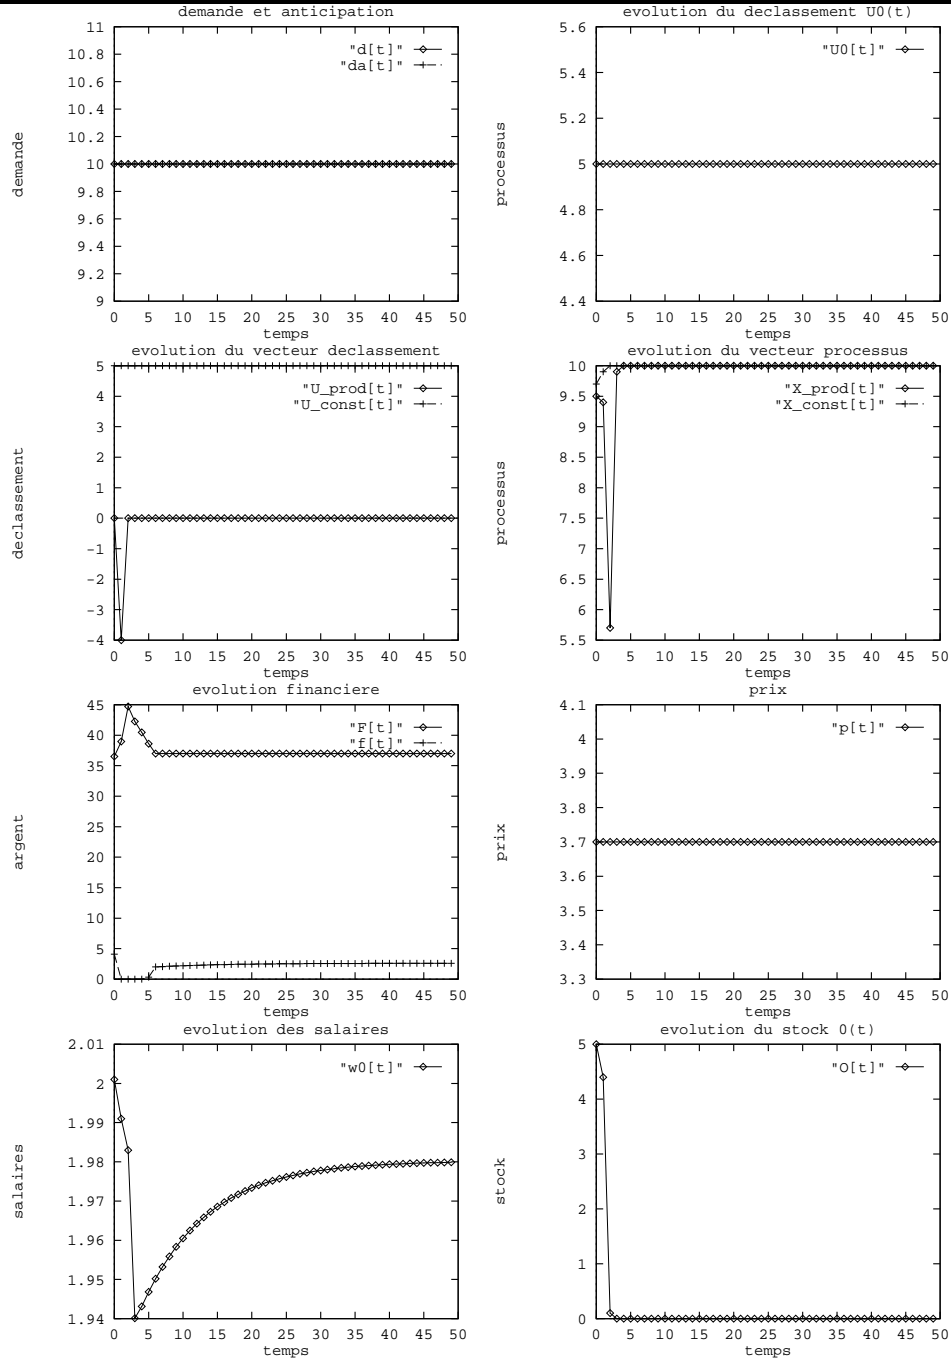 demande et anticipation
11
10.8
10.6
10.4
10.2
10
9.8
9.6
9.4
9.2
9
demande
"d[t]"
"da[t]"
0 5 10 15 20 25 30 35 40 45 50
temps
evolution du declassement U0(t)
5.6
5.4
5.2
5
4.8
4.6
4.4
processus
"U0[t]"
0 5 10 15 20 25 30 35 40 45 50
temps
evolution du vecteur declassement
5
4
3
2
1
0
-1
-2
-3
-4
declassement
"U_prod[t]"
"U_const[t]"
0 5 10 15 20 25 30 35 40 45 50
temps
evolution du vecteur processus
10
9.5
9
8.5
8
7.5
7
6.5
6
5.5
processus
"X_prod[t]"
"X_const[t]"
0 5 10 15 20 25 30 35 40 45 50
temps
evolution financiere
45
40
35
30
25
20
15
10
5
0
argent
"F[t]"
"f[t]"
0 5 10 15 20 25 30 35 40 45 50
temps
prix
4.1
4
3.9
3.8
3.7
3.6
3.5
3.4
3.3
prix
"p[t]"
0 5 10 15 20 25 30 35 40 45 50
temps
evolution des salaires
2.01
2
1.99
1.98
1.97
1.96
1.95
1.94
salaires
"w0[t]"
0 5 10 15 20 25 30 35 40 45 50
temps
evolution du stock 0(t)
5
4
3
2
1
0
stock
"O[t]"
0 5 10 15 20 25 30 35 40 45 50
temps